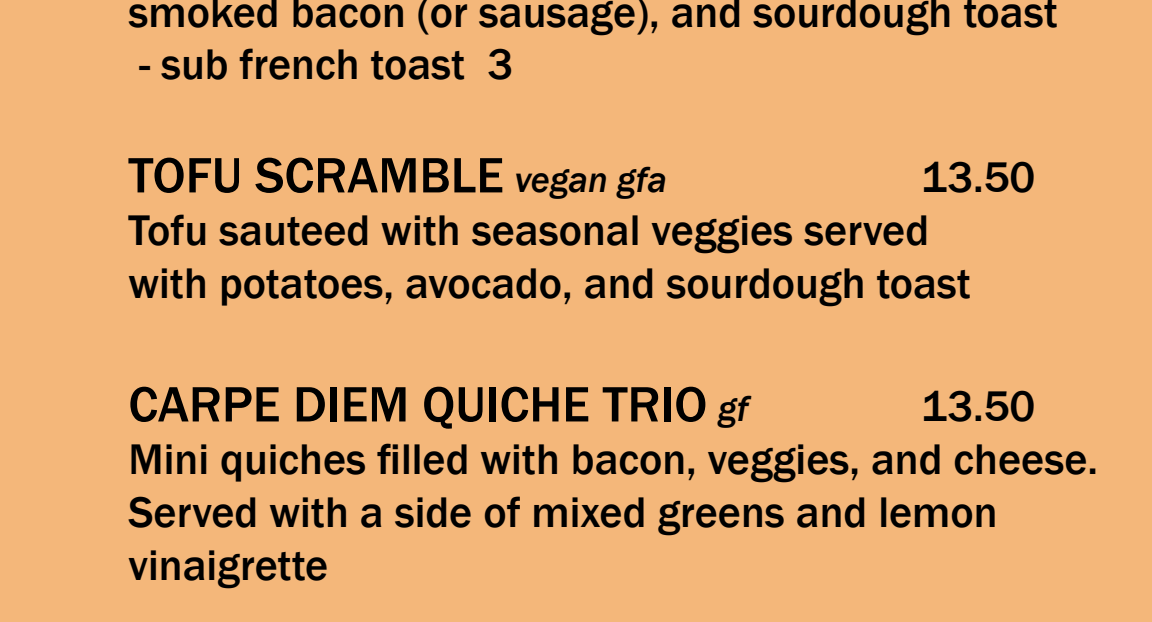 smoked bacon (or sausage), and sourdough toast
- sub french toast  3
TOFU SCRAMBLE vegan gfa 13.50
Tofu sauteed with seasonal veggies served
with potatoes, avocado, and sourdough toast
CARPE DIEM QUICHE TRIO gf 13.50
Mini quiches filled with bacon, veggies, and cheese.
Served with a side of mixed greens and lemon
vinaigrette